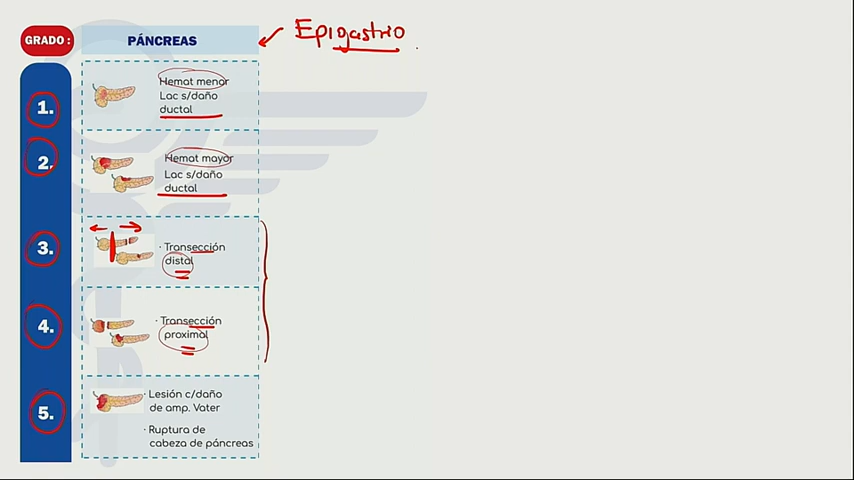 Epigastrio
GRADO:
PÁNCREAS
1.
Hemat menor
Lac s/daño
ductal
2.
Hemat mayor
Lac s/daño
ductal
3.
· Transección
distal
4.
· Transección
proximal
5.
· Lesión c/daño
de amp. Vater
· Ruptura de
cabeza de páncreas